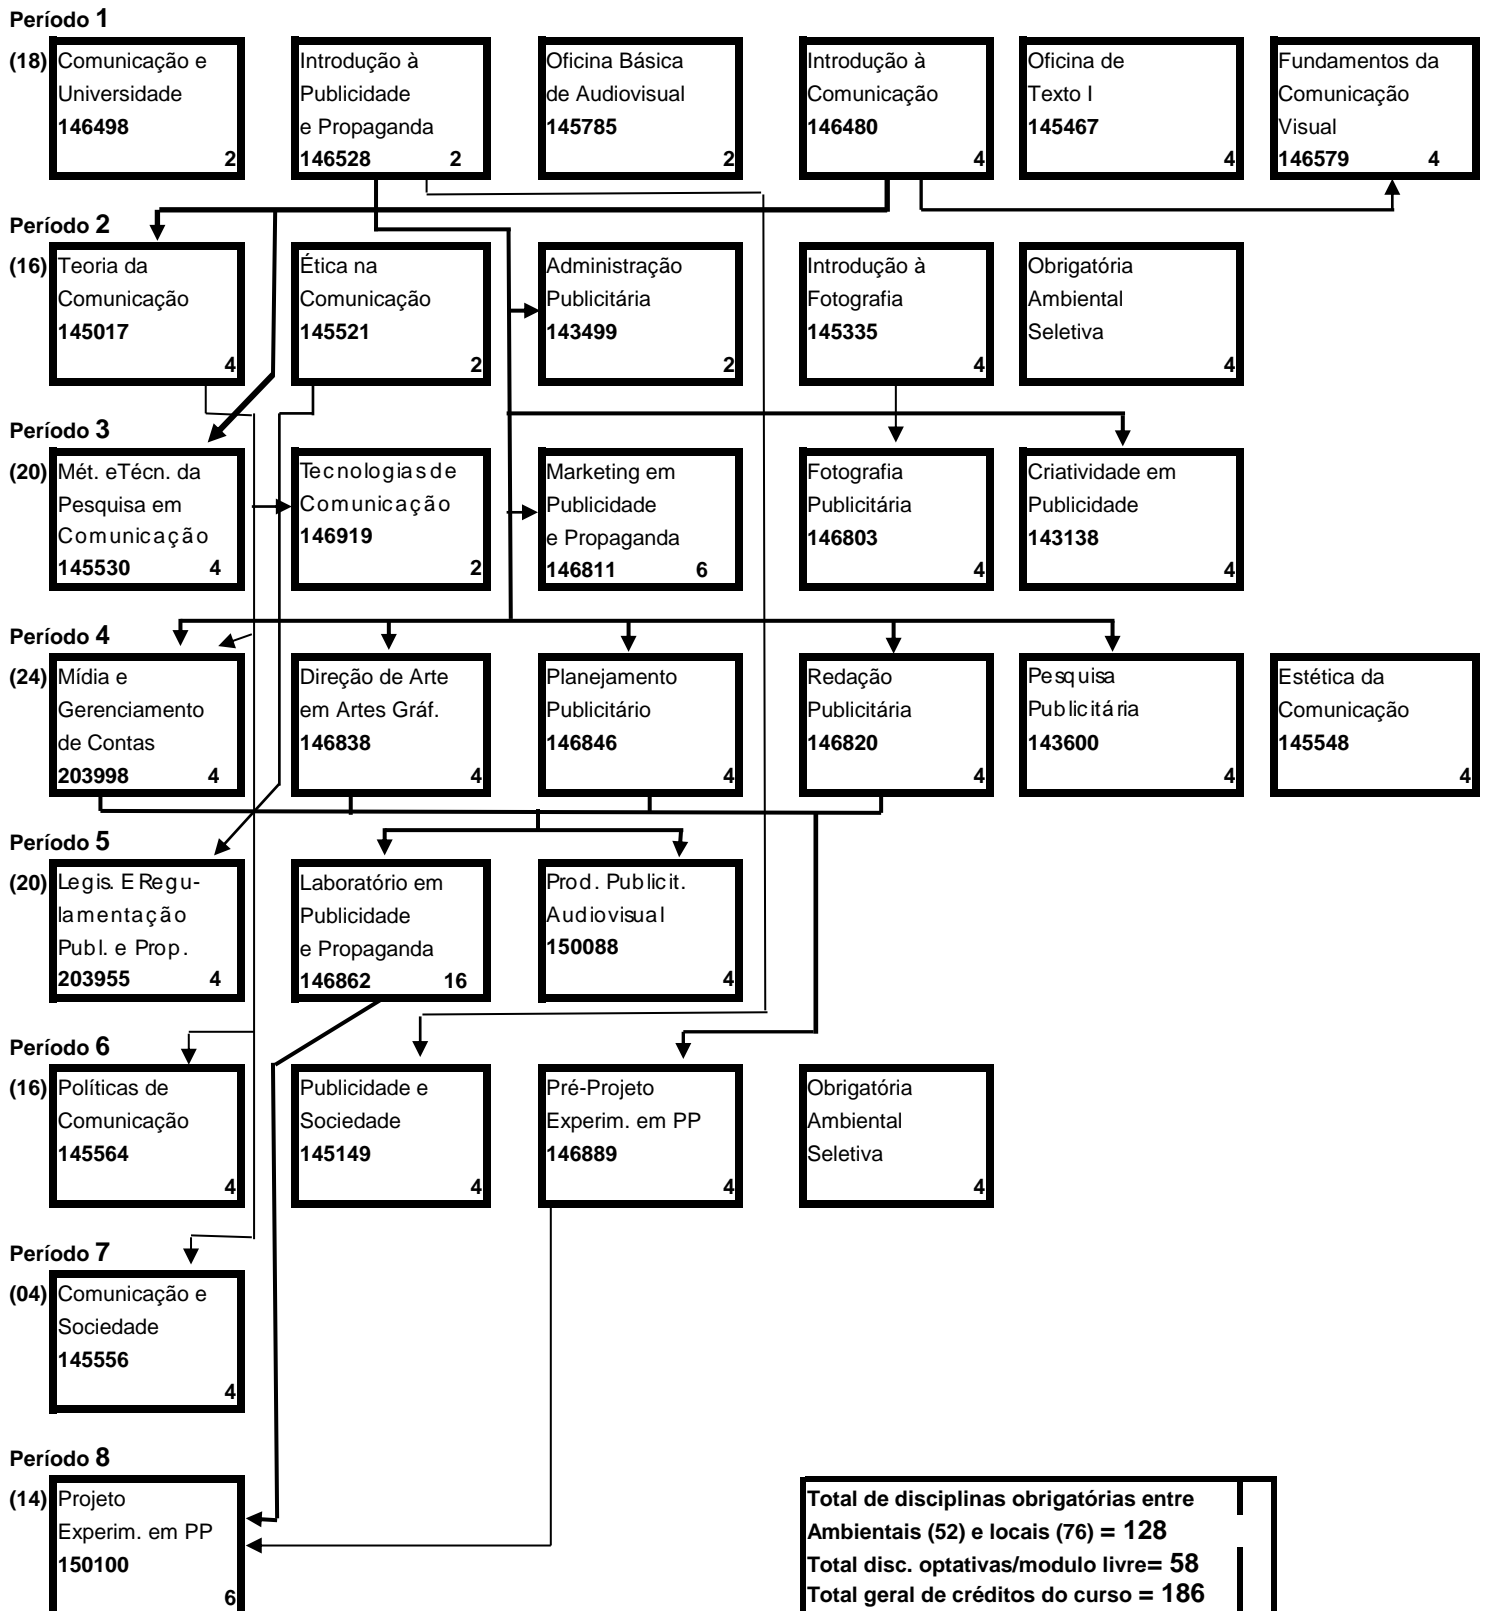 Período 1
(18)
Comunicação e
Universidade
146498
2
Introdução à
Publicidade
e Propaganda
146528 2
Oficina Básica
de Audiovisual
145785
2
Introdução à
Comunicação
146480
4
Oficina de
Texto I
145467
4
Fundamentos da
Comunicação
Visual
146579 4
Período 2
(16)
Teoria da
Comunicação
145017
4
Ética na
Comunicação
145521
2
Administração
Publicitária
143499
2
Introdução à
Fotografia
145335
4
Obrigatória
Ambiental
Seletiva
4
Período 3
(20)
Mét. eTécn. da
Pesquisa em
Comunicação
145530 4
Tecnologias de
Comunicação
146919
2
Marketing em
Publicidade
e Propaganda
146811 6
Fotografia
Publicitária
146803
4
Criatividade em
Publicidade
143138
4
Período 4
(24)
Mídia e
Gerenciamento
de Contas
203998 4
Direção de Arte
em Artes Gráf.
146838
4
Planejamento
Publicitário
146846
4
Redação
Publicitária
146820
4
Pesquisa
Publicitária
143600
4
Estética da
Comunicação
145548
4
Período 5
(20)
Legis. E Regu-
lamentação
Publ. e Prop.
203955 4
Laboratório em
Publicidade
e Propaganda
146862 16
Prod. Publicit.
Audiovisual
150088
4
Período 6
(16)
Políticas de
Comunicação
145564
4
Publicidade e
Sociedade
145149
4
Pré-Projeto
Experim. em PP
146889
4
Obrigatória
Ambiental
Seletiva
4
Período 7
(04)
Comunicação e
Sociedade
145556
4
Período 8
(14)
Projeto
Experim. em PP
150100
6
Total de disciplinas obrigatórias entre
Ambientais (52) e locais (76) = 128
Total disc. optativas/modulo livre= 58
Total geral de créditos do curso = 186